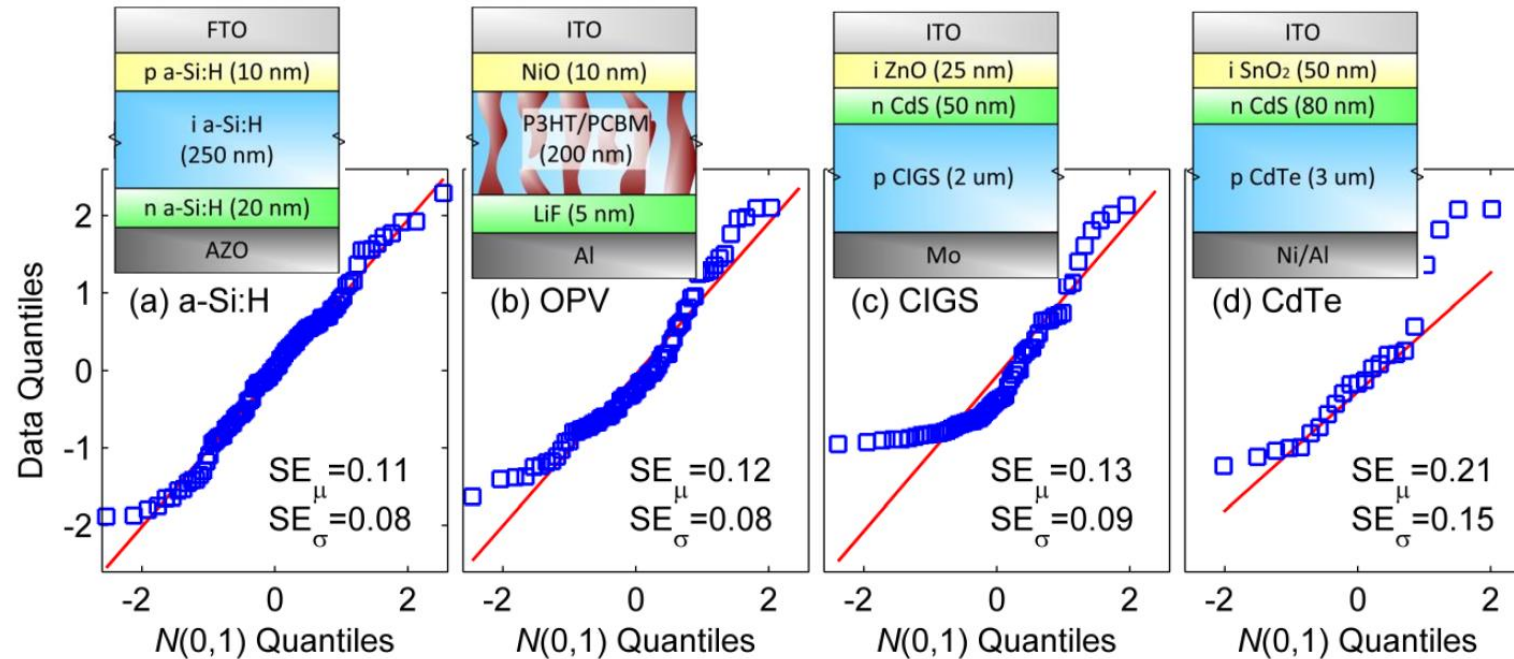 FTO
p a-Si:H (10 nm)
i a-Si:H
(250 nm)
n a-Si:H (20 nm)
AZO
ITO
NiO (10 nm)
P3HT/PCBM
(200 nm)
LiF (5 nm)
Al
ITO
i ZnO (25 nm)
n CdS (50 nm)
p CIGS (2 um)
Mo
ITO
i SnO₂ (50 nm)
n CdS (80 nm)
p CdTe (3 um)
Ni/Al
Data Quantiles
2
1
0
-1
-2
(a) a-Si:H
SEμ=0.11
SEσ=0.08
-2 0 2
N(0,1) Quantiles
(b) OPV
SEμ=0.12
SEσ=0.08
-2 0 2
N(0,1) Quantiles
(c) CIGS
SEμ=0.13
SEσ=0.09
-2 0 2
N(0,1) Quantiles
(d) CdTe
SEμ=0.21
SEσ=0.15
-2 0 2
N(0,1) Quantiles